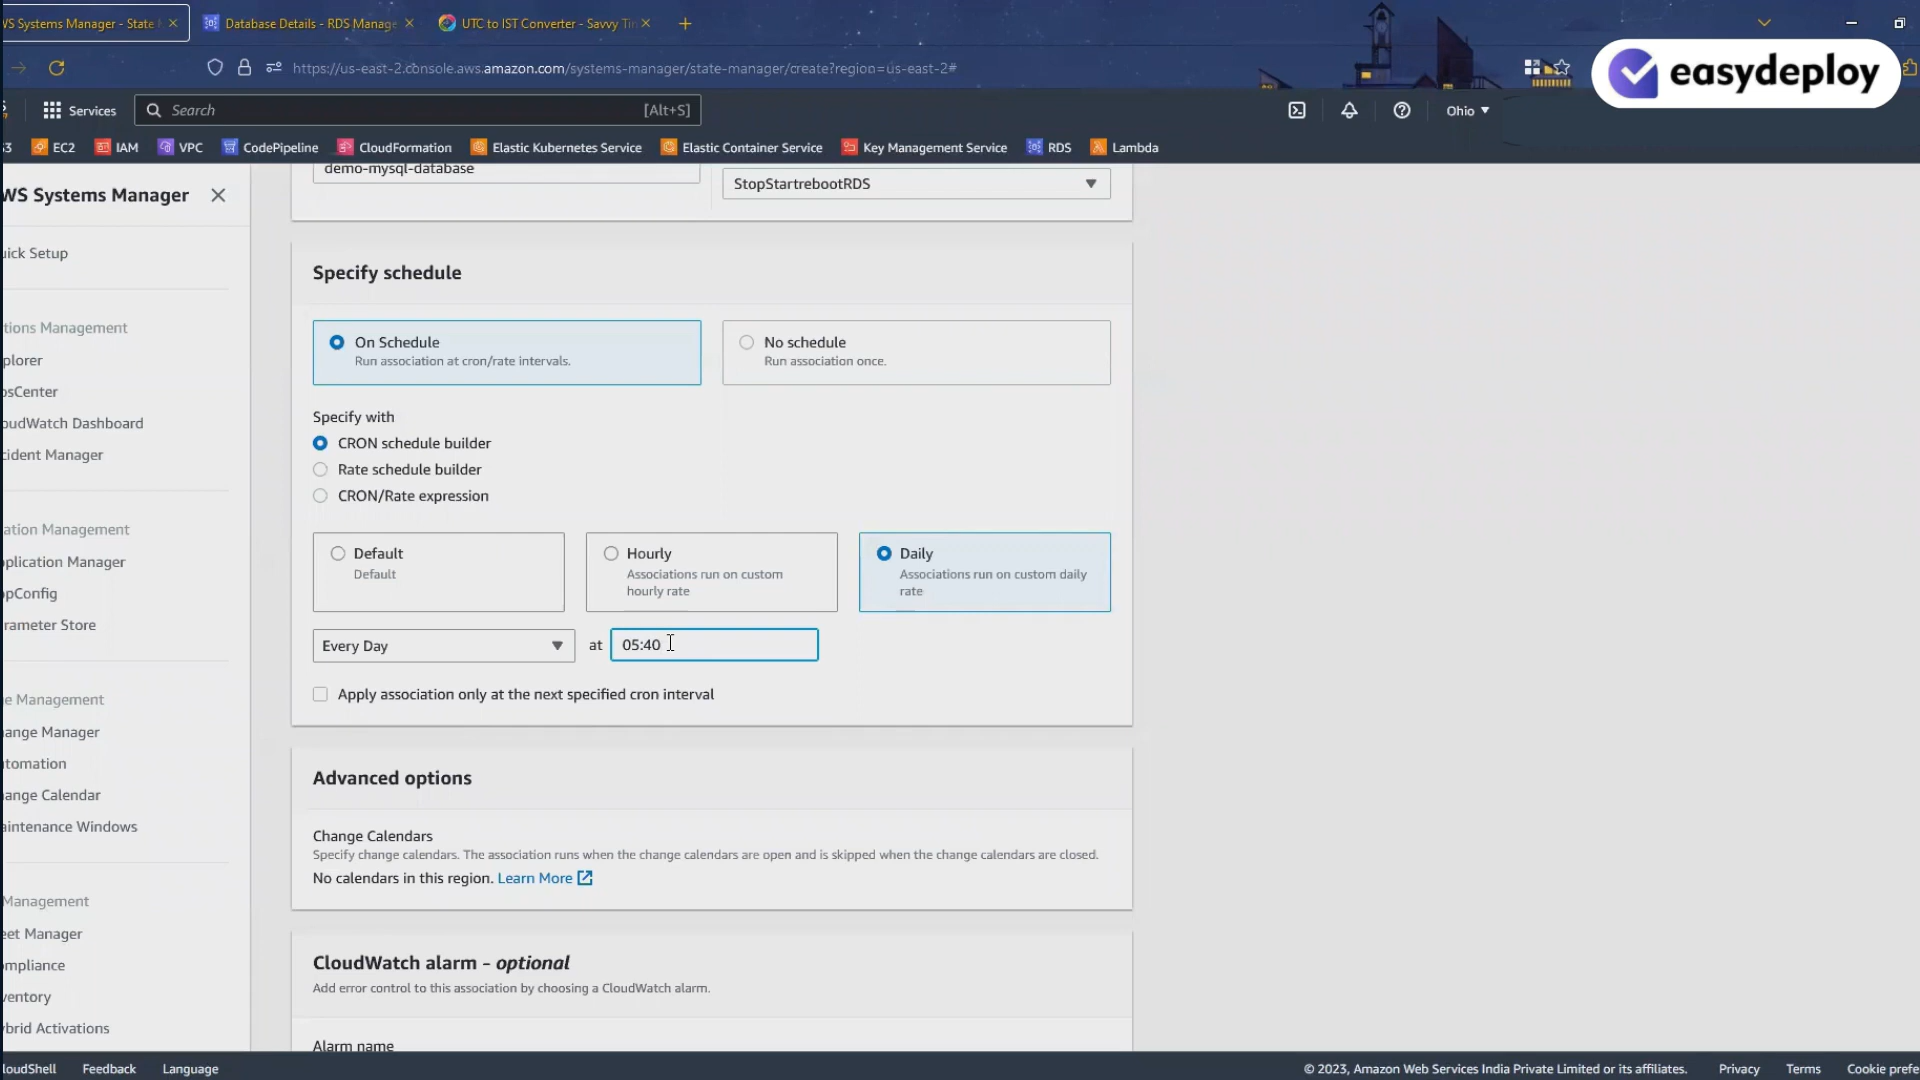 WS Systems Manager - State
Database Details - RDS Manage
UTC to IST Converter - Savvy Ti
https://us-east-2.console.aws.amazon.com/systems-manager/state-manager/create?region=us-east-2#
easydeploy
Services
Search
[Alt+S]
Ohio
S3
EC2
IAM
VPC
CodePipeline
CloudFormation
Elastic Kubernetes Service
Elastic Container Service
Key Management Service
RDS
Lambda
WS Systems Manager
uick Setup
tions Management
plorer
psCenter
oudWatch Dashboard
cident Manager
ation Management
pplication Manager
ppConfig
rameter Store
e Management
ange Manager
tomation
ange Calendar
aintenance Windows
Management
eet Manager
ompliance
ventory
ybrid Activations
demo-mysql-database
StopStartrebootRDS
Specify schedule
On Schedule
Run association at cron/rate intervals.
No schedule
Run association once.
Specify with
CRON schedule builder
Rate schedule builder
CRON/Rate expression
Default
Default
Hourly
Associations run on custom
hourly rate
Daily
Associations run on custom daily
rate
Every Day
at
05:40
Apply association only at the next specified cron interval
Advanced options
Change Calendars
Specify change calendars. The association runs when the change calendars are open and is skipped when the change calendars are closed.
No calendars in this region. Learn More
CloudWatch alarm - optional
Add error control to this association by choosing a CloudWatch alarm.
Alarm name
loudShell
Feedback
Language
© 2023, Amazon Web Services India Private Limited or its affiliates.
Privacy
Terms
Cookie prefe